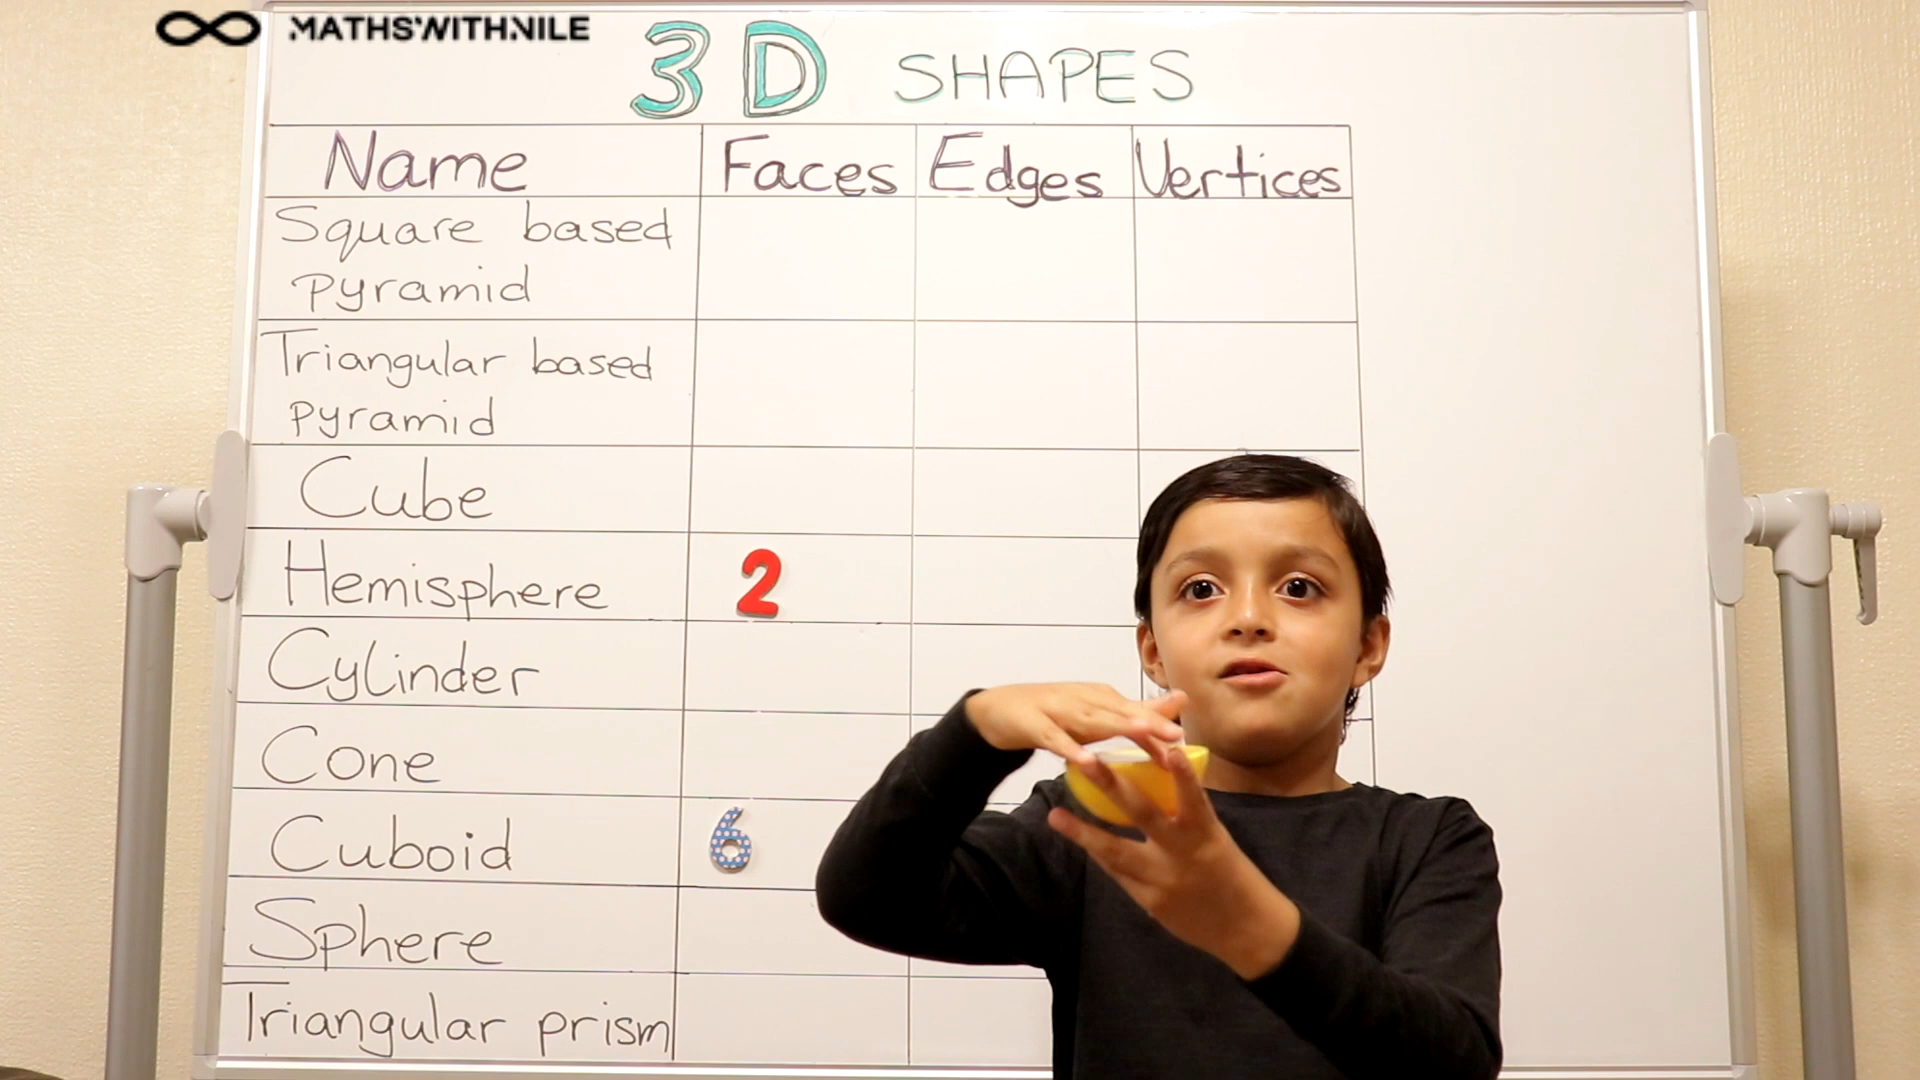 MATHSWITHNILE
3D SHAPES
Name Faces Edges Vertices
Square based
pyramid
Triangular based
pyramid
Cube
Hemisphere 2
Cylinder
Cone
Cuboid 6
Sphere
Triangular prism